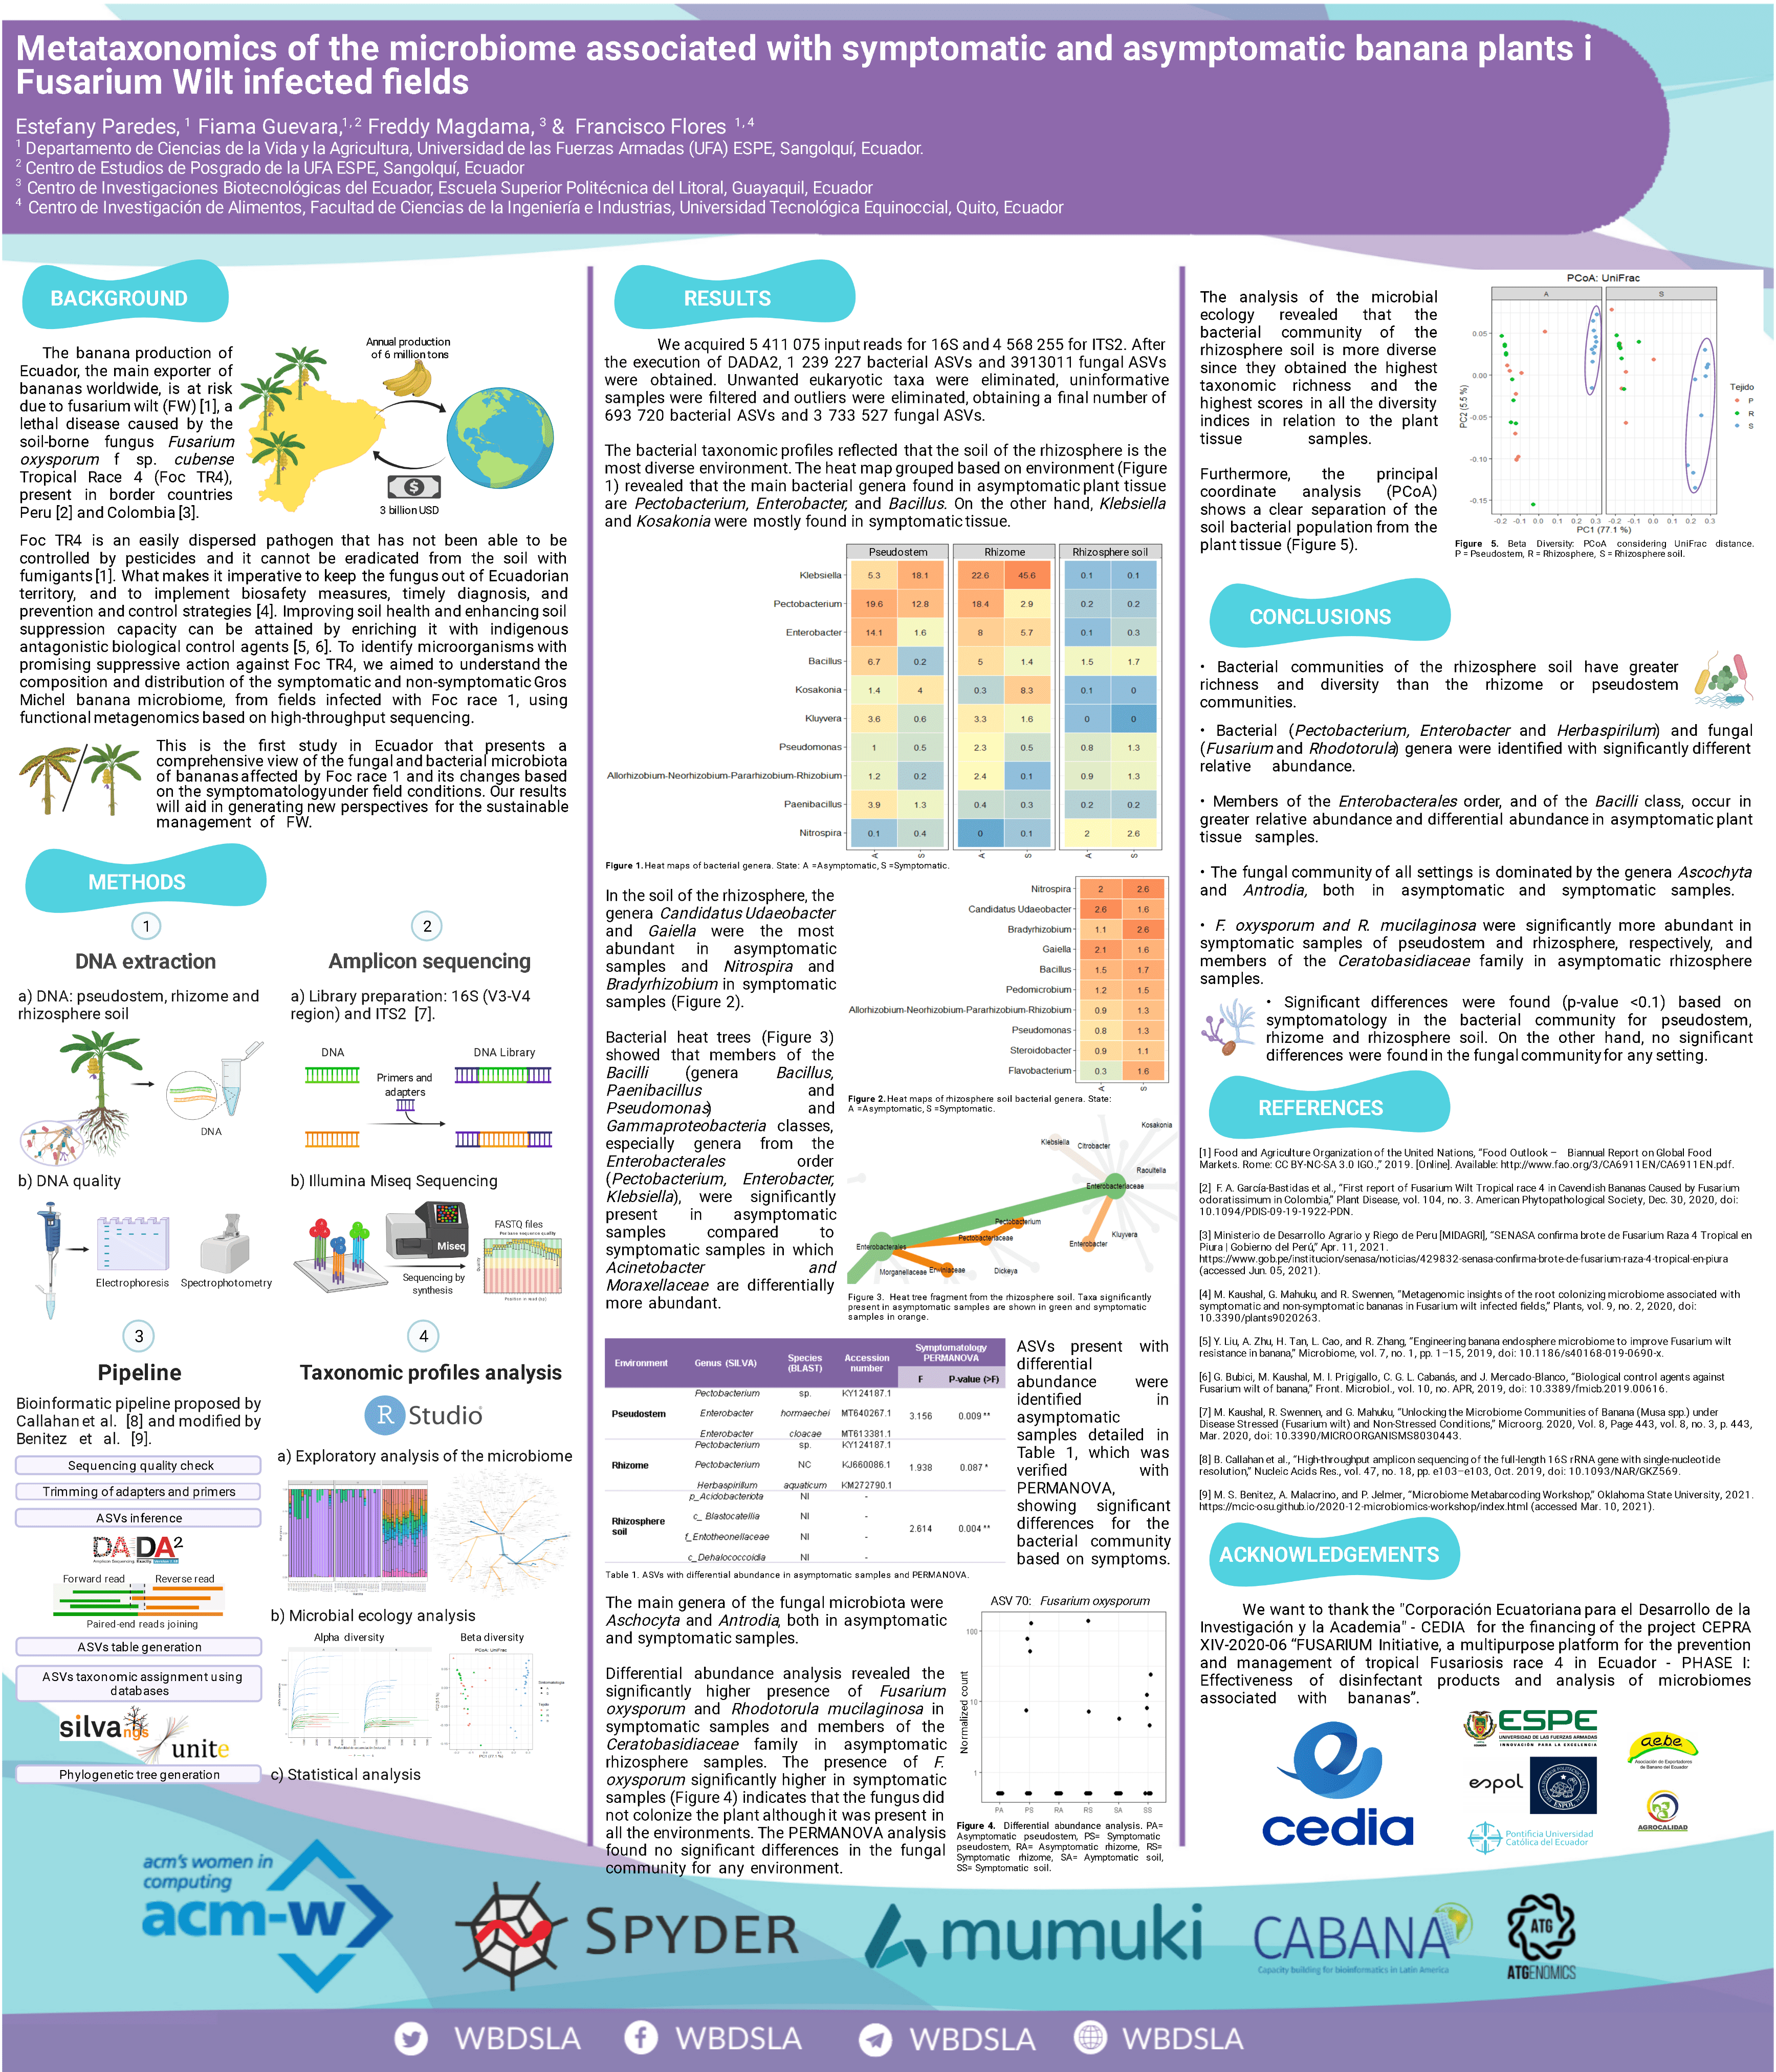 Metataxonomics of the microbiome associated with symptomatic and asymptomatic banana plants i
Fusarium Wilt infected fields
Estefany Paredes, 1 Fiama Guevara,1,2 Freddy Magdama, 3 & Francisco Flores 1,4
1 Departamento de Ciencias de la Vida y la Agricultura, Universidad de las Fuerzas Armadas (UFA) ESPE, Sangolquí, Ecuador.
2 Centro de Estudios de Posgrado de la UFA ESPE, Sangolquí, Ecuador
3 Centro de Investigaciones Biotecnológicas del Ecuador, Escuela Superior Politécnica del Litoral, Guayaquil, Ecuador
4 Centro de Investigación de Alimentos, Facultad de Ciencias de la Ingeniería e Industrias, Universidad Tecnológica Equinoccial, Quito, Ecuador
BACKGROUND
The banana production of
Ecuador, the main exporter of
bananas worldwide, is at risk
due to fusarium wilt (FW) [1], a
lethal disease caused by the
soil-borne fungus Fusarium
oxysporum f sp. cubense
Tropical Race 4 (Foc TR4),
present in border countries
Peru [2] and Colombia [3].
Annual production
of 6 million tons
3 billion USD
Foc TR4 is an easily dispersed pathogen that has not been able to be
controlled by pesticides and it cannot be eradicated from the soil with
fumigants [1]. What makes it imperative to keep the fungus out of Ecuadorian
territory, and to implement biosafety measures, timely diagnosis, and
prevention and control strategies [4]. Improving soil health and enhancing soil
suppression capacity can be attained by enriching it with indigenous
antagonistic biological control agents [5, 6]. To identify microorganisms with
promising suppressive action against Foc TR4, we aimed to understand the
composition and distribution of the symptomatic and non-symptomatic Gros
Michel banana microbiome, from fields infected with Foc race 1, using
functional metagenomics based on high-throughput sequencing.
This is the first study in Ecuador that presents a
comprehensive view of the fungal and bacterial microbiota
of bananas affected by Foc race 1 and its changes based
on the symptomatology under field conditions. Our results
will aid in generating new perspectives for the sustainable
management of FW.
METHODS
1
DNA extraction
a) DNA: pseudostem, rhizome and
rhizosphere soil
DNA
b) DNA quality
Electrophoresis
Spectrophotometry
2
Amplicon sequencing
a) Library preparation: 16S (V3-V4
region) and ITS2 [7].
DNA
DNA Library
Primers and
adapters
b) Illumina Miseq Sequencing
Miseq
FASTQ files
Sequencing by
synthesis
3
Pipeline
Bioinformatic pipeline proposed by
Callahan et al. [8] and modified by
Benitez et al. [9].
Sequencing quality check
Trimming of adapters and primers
ASVs inference
DADA2
Forward read
Reverse read
Paired-end reads joining
ASVs table generation
ASVs taxonomic assignment using
databases
silva ngs
unite
Phylogenetic tree generation
4
Taxonomic profiles analysis
R Studio
a) Exploratory analysis of the microbiome
b) Microbial ecology analysis
Alpha diversity
Beta diversity
c) Statistical analysis
RESULTS
We acquired 5 411 075 input reads for 16S and 4 568 255 for ITS2. After
the execution of DADA2, 1 239 227 bacterial ASVs and 3913011 fungal ASVs
were obtained. Unwanted eukaryotic taxa were eliminated, uninformative
samples were filtered and outliers were eliminated, obtaining a final number of
693 720 bacterial ASVs and 3 733 527 fungal ASVs.
The bacterial taxonomic profiles reflected that the soil of the rhizosphere is the
most diverse environment. The heat map grouped based on environment (Figure
1) revealed that the main bacterial genera found in asymptomatic plant tissue
are Pectobacterium, Enterobacter, and Bacillus. On the other hand, Klebsiella
and Kosakonia were mostly found in symptomatic tissue.
Pseudostem Rhizome Rhizosphere soil
Klebsiella 5.3 18.1 22.6 45.6 0.1 0.1
Pectobacterium 19.6 12.8 18.4 2.9 0.2 0.2
Enterobacter 14.1 1.6 8 5.7 0.1 0.3
Bacillus 6.7 0.2 5 1.4 1.5 1.7
Kosakonia 1.4 4 0.3 8.3 0.1 0
Kluyvera 3.6 0.6 3.3 1.6 0 0
Pseudomonas 1 0.5 2.3 0.5 0.8 1.3
Allorhizobium-Neorhizobium-Pararhizobium-Rhizobium 1.2 0.2 2.4 0.1 0.9 1.3
Paenibacillus 3.9 1.3 0.4 0.3 0.2 0.2
Nitrospira 0.1 0.4 0 0.1 2 2.6
A S A S A S
Figure 1. Heat maps of bacterial genera. State: A =Asymptomatic, S =Symptomatic.
In the soil of the rhizosphere, the
genera Candidatus Udaeobacter
and Gaiella were the most
abundant in asymptomatic
samples and Nitrospira and
Bradyrhizobium in symptomatic
samples (Figure 2).
Bacterial heat trees (Figure 3)
showed that members of the
Bacilli (genera Bacillus,
Paenibacillus and
Pseudomonas) and
Gammaproteobacteria classes,
especially genera from the
Enterobacterales order
(Pectobacterium, Enterobacter,
Klebsiella), were significantly
present in asymptomatic
samples compared to
symptomatic samples in which
Acinetobacter and
Moraxellaceae are differentially
more abundant.
Nitrospira 2 2.6
Candidatus Udaeobacter 2.6 1.6
Bradyrhizobium 1.1 2.6
Gaiella 2.1 1.6
Bacillus 1.5 1.7
Pedomicrobium 1.2 1.5
Allorhizobium-Neorhizobium-Pararhizobium-Rhizobium 0.9 1.3
Pseudomonas 0.8 1.3
Steroidobacter 0.9 1.1
Flavobacterium 0.3 1.6
A S
Figure 2. Heat maps of rhizosphere soil bacterial genera. State:
A =Asymptomatic, S =Symptomatic.
Kosakonia
Klebsiella
Citrobacter
Raoultella
Enterobacteriaceae
Pectobacterium
Kluyvera
Pectobacteriaceae
Enterobacter
Enterobacterales
Morganellaceae
Erwiniaceae
Dickeya
Figure 3. Heat tree fragment from the rhizosphere soil. Taxa significantly
present in asymptomatic samples are shown in green and symptomatic
samples in orange.
Environment Genus (SILVA) Species (BLAST) Accession number Symptomatology PERMANOVA
F P-value (>F)
Pectobacterium sp. KY124187.1
Pseudostem Enterobacter hormaechei MT640267.1 3.156 0.009 **
Enterobacter cloacae MT613381.1
Pectobacterium sp. KY124187.1
Rhizome Pectobacterium NC KJ660086.1 1.938 0.087 *
Herbaspirillum aquaticum KM272790.1
p_Acidobacteriota NI -
c_ Blastocatellia NI -
Rhizosphere soil 2.614 0.004 **
f_Entotheonellaceae NI -
c_Dehalococcoidia NI -
Table 1. ASVs with differential abundance in asymptomatic samples and PERMANOVA.
ASVs present with
differential
abundance were
identified in
asymptomatic
samples detailed in
Table 1, which was
verified with
PERMANOVA,
showing significant
differences for the
bacterial community
based on symptoms.
The main genera of the fungal microbiota were
Aschocyta and Antrodia, both in asymptomatic
and symptomatic samples.
Differential abundance analysis revealed the
significantly higher presence of Fusarium
oxysporum and Rhodotorula mucilaginosa in
symptomatic samples and members of the
Ceratobasidiaceae family in asymptomatic
rhizosphere samples. The presence of F.
oxysporum significantly higher in symptomatic
samples (Figure 4) indicates that the fungus did
not colonize the plant although it was present in
all the environments. The PERMANOVA analysis
found no significant differences in the fungal
community for any environment.
ASV 70: Fusarium oxysporum
Normalized count
100
10
1
PA PS RA RS SA SS
Figure 4. Differential abundance analysis. PA=
Asymptomatic pseudostem, PS= Symptomatic
pseudostem, RA= Asymptomatic rhizome, RS=
Symptomatic rhizome, SA= Aymptomatic soil,
SS= Symptomatic soil.
The analysis of the microbial
ecology revealed that the
bacterial community of the
rhizosphere soil is more diverse
since they obtained the highest
taxonomic richness and the
highest scores in all the diversity
indices in relation to the plant
tissue samples.
Furthermore, the principal
coordinate analysis (PCoA)
shows a clear separation of the
soil bacterial population from the
plant tissue (Figure 5).
PCoA: UniFrac
A S
PC2 (5.5 %)
0.05
0.00
-0.05
-0.10
-0.15
-0.2 -0.1 0.0 0.1 0.2 0.3 -0.2 -0.1 0.0 0.1 0.2 0.3
PC1 (77.1 %)
Tejido
P
R
S
Figure 5. Beta Diversity: PCoA considering UniFrac distance.
P = Pseudostem, R = Rhizosphere, S = Rhizosphere soil.
CONCLUSIONS
• Bacterial communities of the rhizosphere soil have greater
richness and diversity than the rhizome or pseudostem
communities.
• Bacterial (Pectobacterium, Enterobacter and Herbaspirilum) and fungal
(Fusarium and Rhodotorula) genera were identified with significantly different
relative abundance.
• Members of the Enterobacterales order, and of the Bacilli class, occur in
greater relative abundance and differential abundance in asymptomatic plant
tissue samples.
• The fungal community of all settings is dominated by the genera Ascochyta
and Antrodia, both in asymptomatic and symptomatic samples.
• F. oxysporum and R. mucilaginosa were significantly more abundant in
symptomatic samples of pseudostem and rhizosphere, respectively, and
members of the Ceratobasidiaceae family in asymptomatic rhizosphere
samples.
• Significant differences were found (p-value <0.1) based on
symptomatology in the bacterial community for pseudostem,
rhizome and rhizosphere soil. On the other hand, no significant
differences were found in the fungal community for any setting.
REFERENCES
[1] Food and Agriculture Organization of the United Nations, “Food Outlook – Biannual Report on Global Food
Markets. Rome: CC BY-NC-SA 3.0 IGO.,” 2019. [Online]. Available: http://www.fao.org/3/CA6911EN/CA6911EN.pdf.
[2] F. A. García-Bastidas et al., “First report of Fusarium Wilt Tropical race 4 in Cavendish Bananas Caused by Fusarium
odoratissimum in Colombia,” Plant Disease, vol. 104, no. 3. American Phytopathological Society, Dec. 30, 2020, doi:
10.1094/PDIS-09-19-1922-PDN.
[3] Ministerio de Desarrollo Agrario y Riego de Peru [MIDAGRI], “SENASA confirma brote de Fusarium Raza 4 Tropical en
Piura | Gobierno del Perú,” Apr. 11, 2021.
https://www.gob.pe/institucion/senasa/noticias/429832-senasa-confirma-brote-de-fusarium-raza-4-tropical-en-piura
(accessed Jun. 05, 2021).
[4] M. Kaushal, G. Mahuku, and R. Swennen, “Metagenomic insights of the root colonizing microbiome associated with
symptomatic and non-symptomatic bananas in Fusarium wilt infected fields,” Plants, vol. 9, no. 2, 2020, doi:
10.3390/plants9020263.
[5] Y. Liu, A. Zhu, H. Tan, L. Cao, and R. Zhang, “Engineering banana endosphere microbiome to improve Fusarium wilt
resistance in banana,” Microbiome, vol. 7, no. 1, pp. 1–15, 2019, doi: 10.1186/s40168-019-0690-x.
[6] G. Bubici, M. Kaushal, M. I. Prigigallo, C. G. L. Cabanás, and J. Mercado-Blanco, “Biological control agents against
Fusarium wilt of banana,” Front. Microbiol., vol. 10, no. APR, 2019, doi: 10.3389/fmicb.2019.00616.
[7] M. Kaushal, R. Swennen, and G. Mahuku, “Unlocking the Microbiome Communities of Banana (Musa spp.) under
Disease Stressed (Fusarium wilt) and Non-Stressed Conditions,” Microorg. 2020, Vol. 8, Page 443, vol. 8, no. 3, p. 443,
Mar. 2020, doi: 10.3390/MICROORGANISMS8030443.
[8] B. Callahan et al., “High-throughput amplicon sequencing of the full-length 16S rRNA gene with single-nucleotide
resolution,” Nucleic Acids Res., vol. 47, no. 18, pp. e103–e103, Oct. 2019, doi: 10.1093/NAR/GKZ569.
[9] M. S. Benitez, A. Malacrino, and P. Jelmer, “Microbiome Metabarcoding Workshop,” Oklahoma State University, 2021.
https://mcic-osu.github.io/2020-12-microbiomics-workshop/index.html (accessed Mar. 10, 2021).
ACKNOWLEDGEMENTS
We want to thank the "Corporación Ecuatoriana para el Desarrollo de la
Investigación y la Academia" - CEDIA for the financing of the project CEPRA
XIV-2020-06 “FUSARIUM Initiative, a multipurpose platform for the prevention
and management of tropical Fusariosis race 4 in Ecuador - PHASE I:
Effectiveness of disinfectant products and analysis of microbiomes
associated with bananas”.
cedia
ESPE
UNIVERSIDAD DE LAS FUERZAS ARMADAS
INNOVACIÓN PARA LA EXCELENCIA
aebe
Asociación de Exportadores
de Banano del Ecuador
espol
AGROCALIDAD
Pontificia Universidad
Católica del Ecuador
acm's women in
computing
acm-w
SPYDER
mumuki
CABANA
Capacity building for bioinformatics in Latin America
ATG
ATGENOMICS
WBDSLA
WBDSLA
WBDSLA
WBDSLA